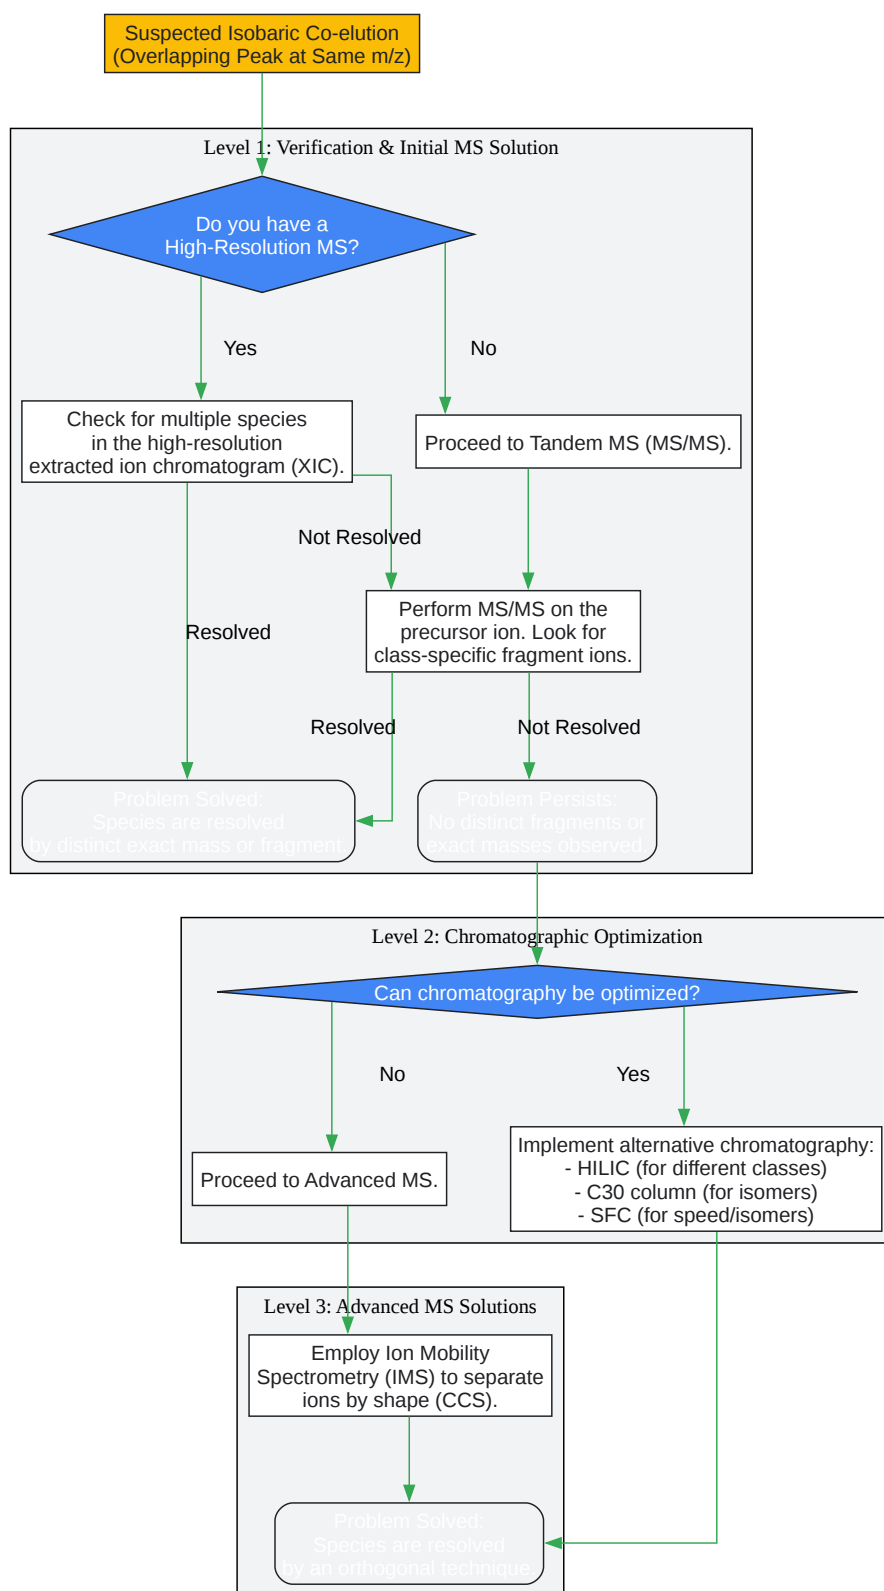 Suspected Isobaric Co-elution
(Overlapping Peak at Same m/z)
Level 1: Verification & Initial MS Solution
Do you have a
High-Resolution MS?
Yes
No
Check for multiple species
in the high-resolution
extracted ion chromatogram (XIC).
Proceed to Tandem MS (MS/MS).
Not Resolved
Perform MS/MS on the
precursor ion. Look for
class-specific fragment ions.
Resolved
Resolved
Not Resolved
Problem Solved:
Species are resolved
by distinct exact mass or fragment.
Problem Persists:
No distinct fragments or
exact masses observed.
Level 2: Chromatographic Optimization
Can chromatography be optimized?
No
Yes
Proceed to Advanced MS.
Implement alternative chromatography:
- HILIC (for different classes)
- C30 column (for isomers)
- SFC (for speed/isomers)
Level 3: Advanced MS Solutions
Employ Ion Mobility
Spectrometry (IMS) to separate
ions by shape (CCS).
Problem Solved:
Species are resolved
by an orthogonal technique.